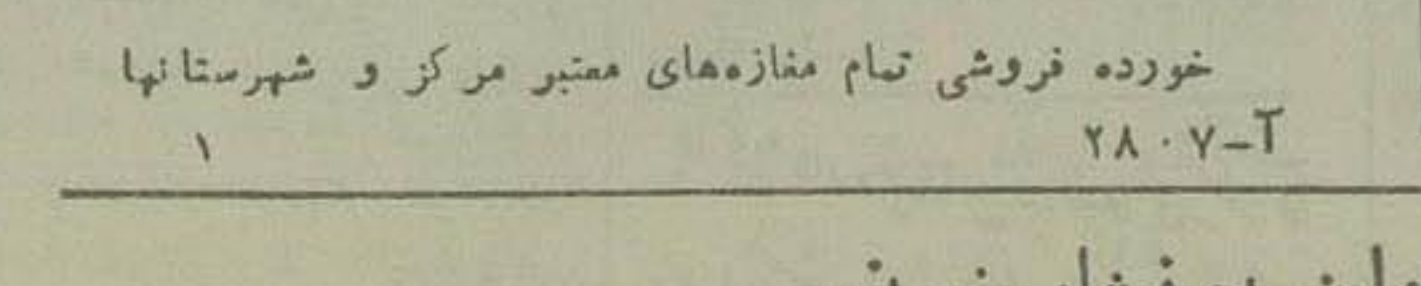 خورده فروشی تمام مغازه‌های معتبر مرکز و شهرستانها
آ-۲۸۰۷ ۱